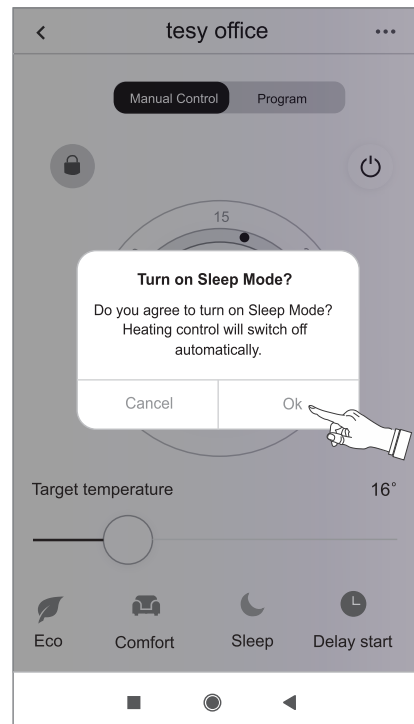 tesy office
Manual Control Program
15
Turn on Sleep Mode?
Do you agree to turn on Sleep Mode?
Heating control will switch off
automatically.
Cancel Ok
Target temperature 16°
Eco Comfort Sleep Delay start